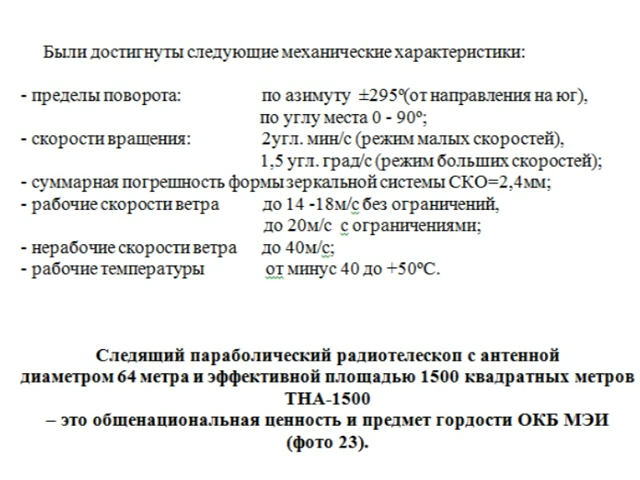 Были достигнуты следующие механические характеристики:
- пределы поворота: по азимуту ±295º(от направления на юг),
по углу места 0 - 90º;
- скорости вращения: 2угл. мин/с (режим малых скоростей),
1,5 угл. град/с (режим больших скоростей);
- суммарная погрешность формы зеркальной системы СКО=2,4мм;
- рабочие скорости ветра до 14 -18м/с без ограничений,
до 20м/с с ограничениями;
- нерабочие скорости ветра до 40м/с;
- рабочие температуры от минус 40 до +50ºС.
Следящий параболический радиотелескоп с антенной
диаметром 64 метра и эффективной площадью 1500 квадратных метров
ТНА-1500
– это общенациональная ценность и предмет гордости ОКБ МЭИ
(фото 23).